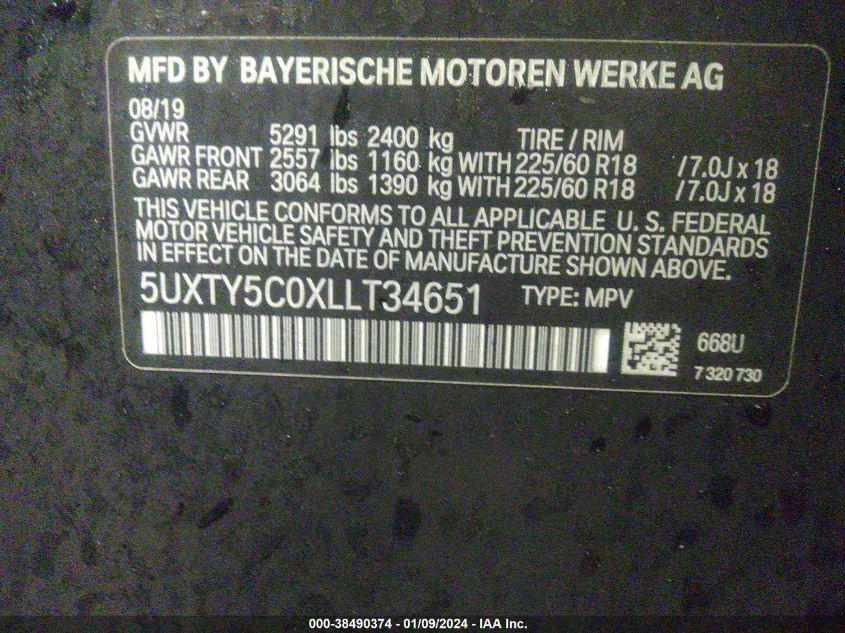 MFD BY BAYERISCHE MOTOREN WERKE AG
08/19
GVWR 5291 lbs 2400 kg TIRE / RIM
GAWR FRONT 2557 lbs 1160 kg WITH 225/60 R18 /7.0J x 18
GAWR REAR 3064 lbs 1390 kg WITH 225/60 R18 /7.0J x 18
THIS VEHICLE CONFORMS TO ALL APPLICABLE U. S. FEDERAL
MOTOR VEHICLE SAFETY AND THEFT PREVENTION STANDARDS
IN EFFECT ON THE DATE OF MANUFACTURE SHOWN ABOVE.
5UXTY5C0XLLT34651 TYPE: MPV
668U
7 320 730
000-38490374 - 01/09/2024 - IAA Inc.